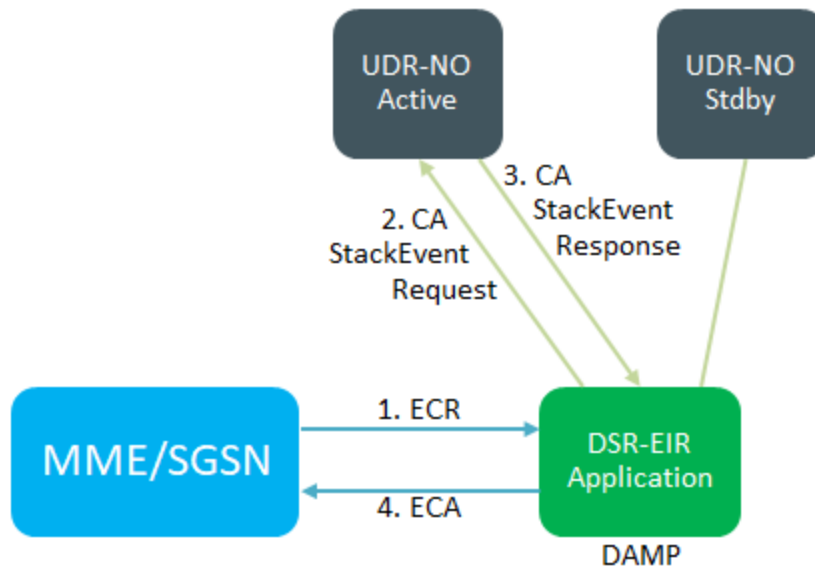 UDR-NO
Active
UDR-NO
Stdby
3. CA
StackEvent
Response
2. CA
StackEvent
Request
1. ECR
MME/SGSN
DSR-EIR
Application
4. ECA
DAMP